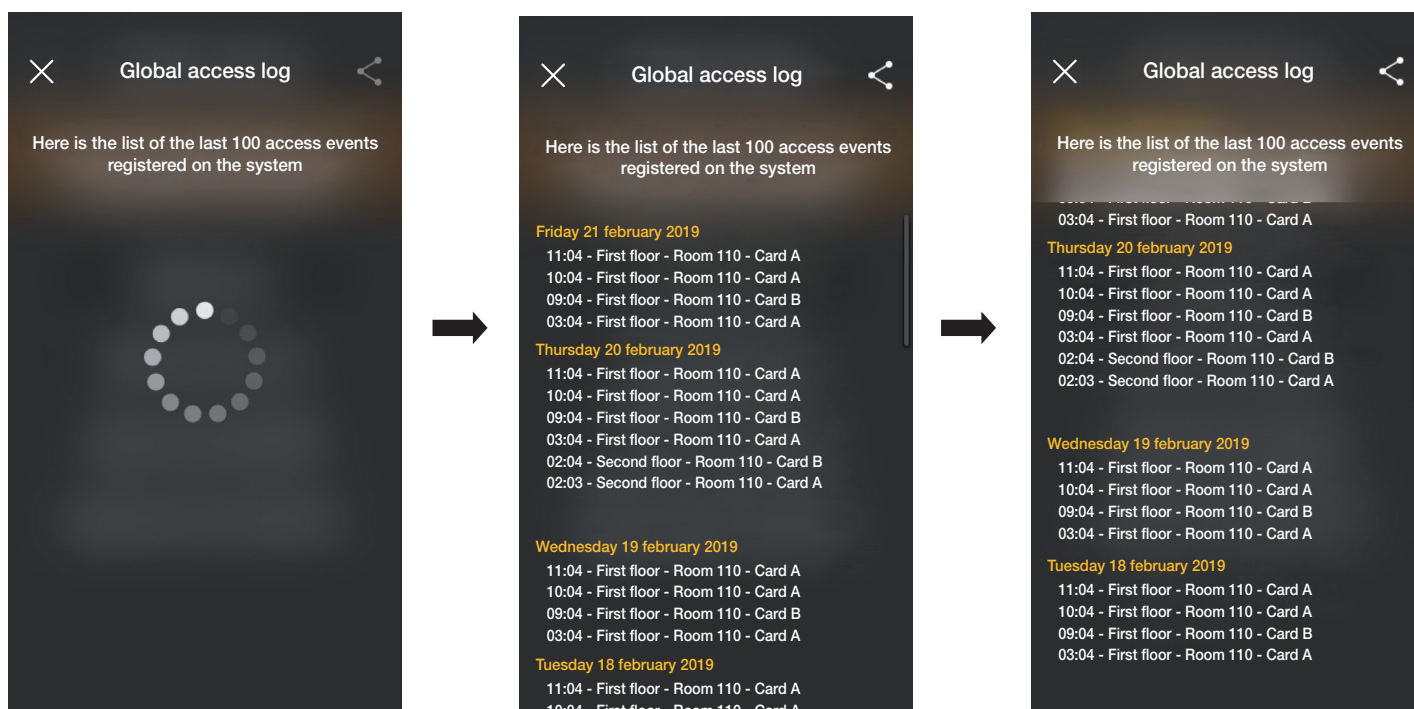 Global access log
Here is the list of the last 100 access events
registered on the system
Global access log
Here is the list of the last 100 access events
registered on the system
Friday 21 february 2019
11:04 - First floor - Room 110 - Card A
10:04 - First floor - Room 110 - Card A
09:04 - First floor - Room 110 - Card B
03:04 - First floor - Room 110 - Card A
Thursday 20 february 2019
11:04 - First floor - Room 110 - Card A
10:04 - First floor - Room 110 - Card A
09:04 - First floor - Room 110 - Card B
03:04 - First floor - Room 110 - Card A
02:04 - Second floor - Room 110 - Card B
02:03 - Second floor - Room 110 - Card A
Wednesday 19 february 2019
11:04 - First floor - Room 110 - Card A
10:04 - First floor - Room 110 - Card A
09:04 - First floor - Room 110 - Card B
03:04 - First floor - Room 110 - Card A
Tuesday 18 february 2019
11:04 - First floor - Room 110 - Card A
10:04 - First floor - Room 110 - Card A
Global access log
Here is the list of the last 100 access events
registered on the system
03:04 - First floor - Room 110 - Card A
Thursday 20 february 2019
11:04 - First floor - Room 110 - Card A
10:04 - First floor - Room 110 - Card A
09:04 - First floor - Room 110 - Card B
03:04 - First floor - Room 110 - Card A
02:04 - Second floor - Room 110 - Card B
02:03 - Second floor - Room 110 - Card A
Wednesday 19 february 2019
11:04 - First floor - Room 110 - Card A
10:04 - First floor - Room 110 - Card A
09:04 - First floor - Room 110 - Card B
03:04 - First floor - Room 110 - Card A
Tuesday 18 february 2019
11:04 - First floor - Room 110 - Card A
10:04 - First floor - Room 110 - Card A
09:04 - First floor - Room 110 - Card B
03:04 - First floor - Room 110 - Card A